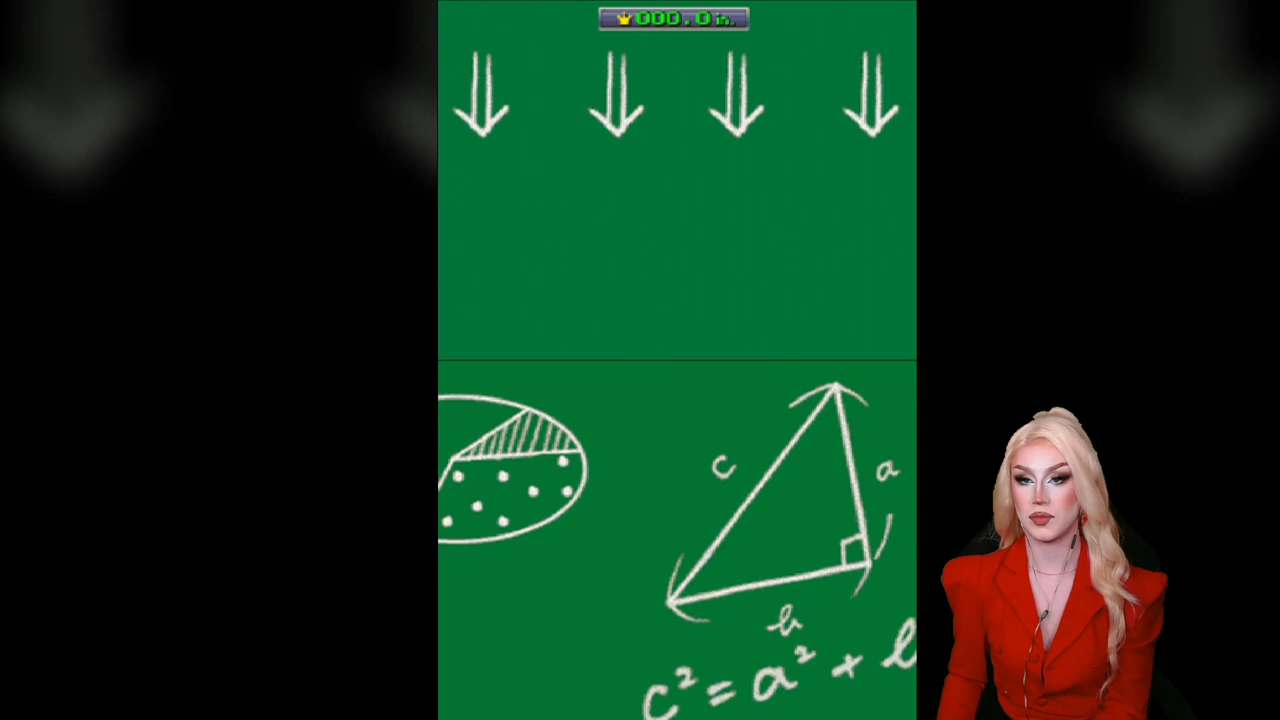 000.0 in.
c
a
b
c² = a² + b